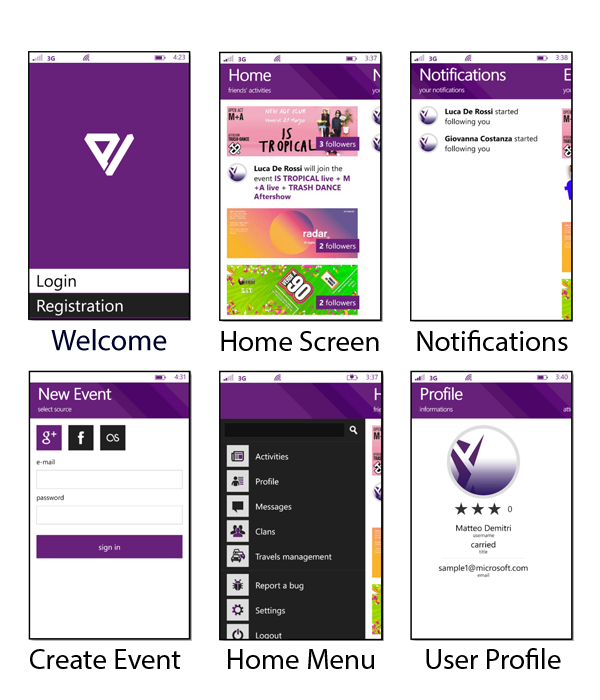 3G 4:23
Login
Registration
Welcome
3G 3:37
Home
N
friends' activities
you
OPEN ACT
M+A
NEW AGE CLUB
IS
TROPICAL
TRASH DANCE
3 followers
Luca De Rossi will join the
event IS TROPICAL live + M
+A live + TRASH DANCE
Aftershow
radar.
2 followers
90
2 followers
Home Screen
3G 3:38
Notifications
E
your notifications
Luca De Rossi started
following you
Giovanna Costanza started
following you
Notifications
4:31
New Event
select source
g+ f os
e-mail
password
sign in
Create Event
3G 3:37
H
frie
M+A
Activities
Profile
Messages
Clans
Travels management
Report a bug
Settings
Logout
Home Menu
3G 3:40
Profile
informations
att
0
Matteo Demitri
username
carried
title
sample1@microsoft.com
email
User Profile